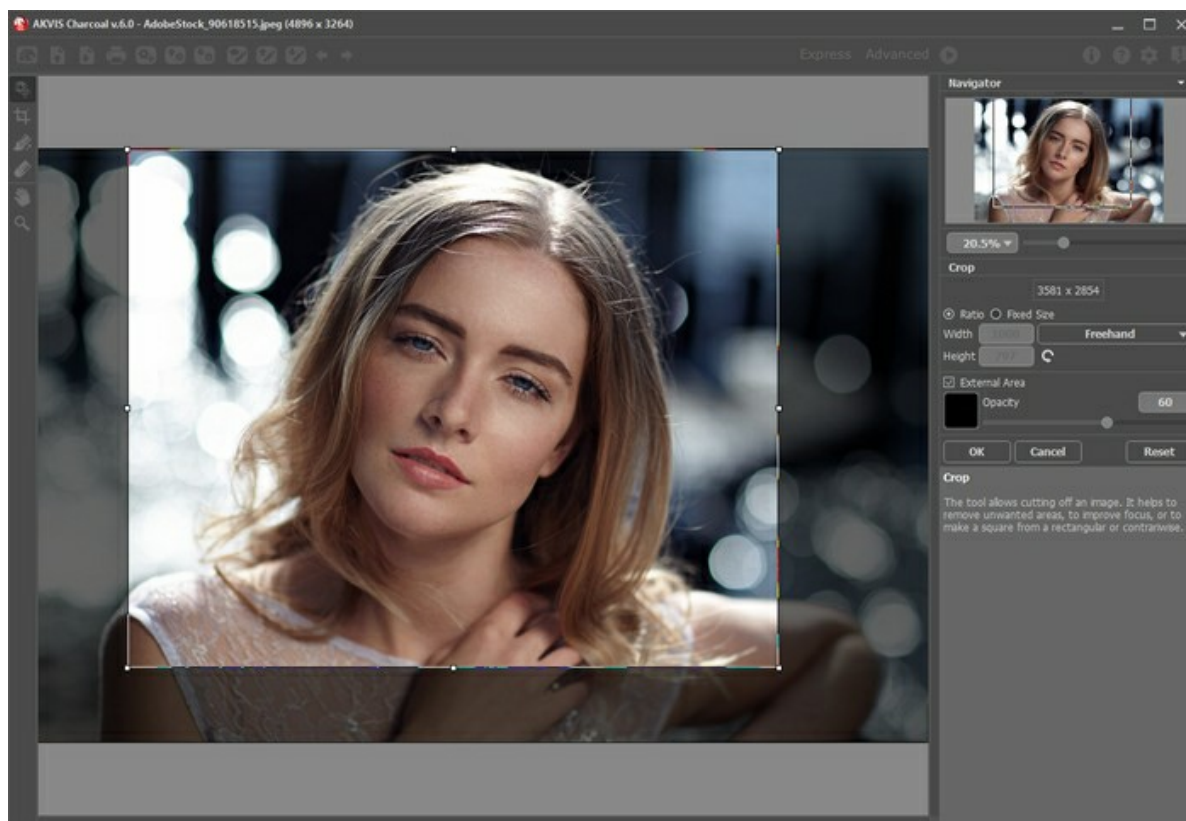 AKVIS Charcoal v.6.0 - AdobeStock_90618515.jpeg (4896 x 3264)
Express Advanced
Navigator
20.5%
Crop
3581 x 2854
Ratio Fixed Size
Width Freehand
Height
External Area
Opacity 60
OK Cancel Reset
Crop
The tool allows cutting off an image. It helps to
remove unwanted areas, to improve focus, or to
make a square from a rectangular or contrariwise.